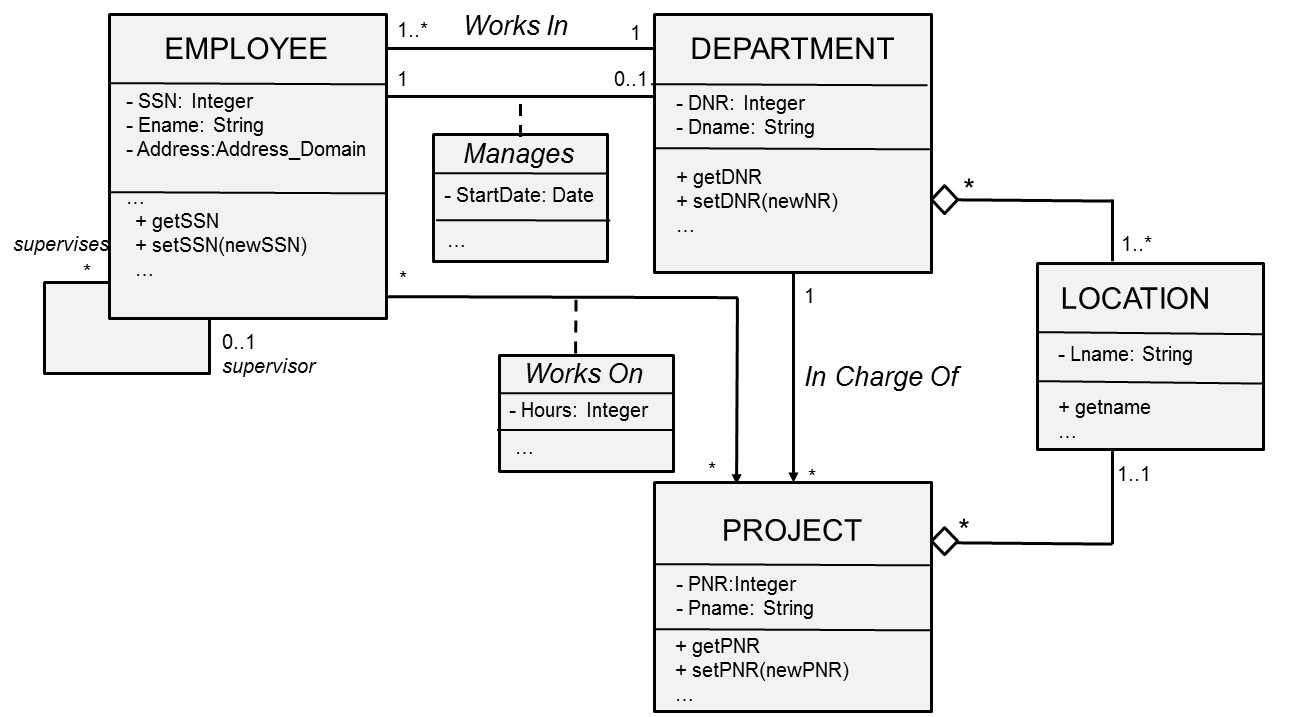 EMPLOYEE
- SSN: Integer
- Ename: String
- Address:Address_Domain
...
+ getSSN
+ setSSN(newSSN)
...
1..*
Works In
1
1
0..1
Manages
- StartDate: Date
...
DEPARTMENT
- DNR: Integer
- Dname: String
+ getDNR
+ setDNR(newNR)
...
*
1..*
supervises
*
0..1
supervisor
*
Works On
- Hours: Integer
...
*
1
In Charge Of
*
LOCATION
- Lname: String
+ getname
...
1..1
*
PROJECT
- PNR:Integer
- Pname: String
+ getPNR
+ setPNR(newPNR)
...